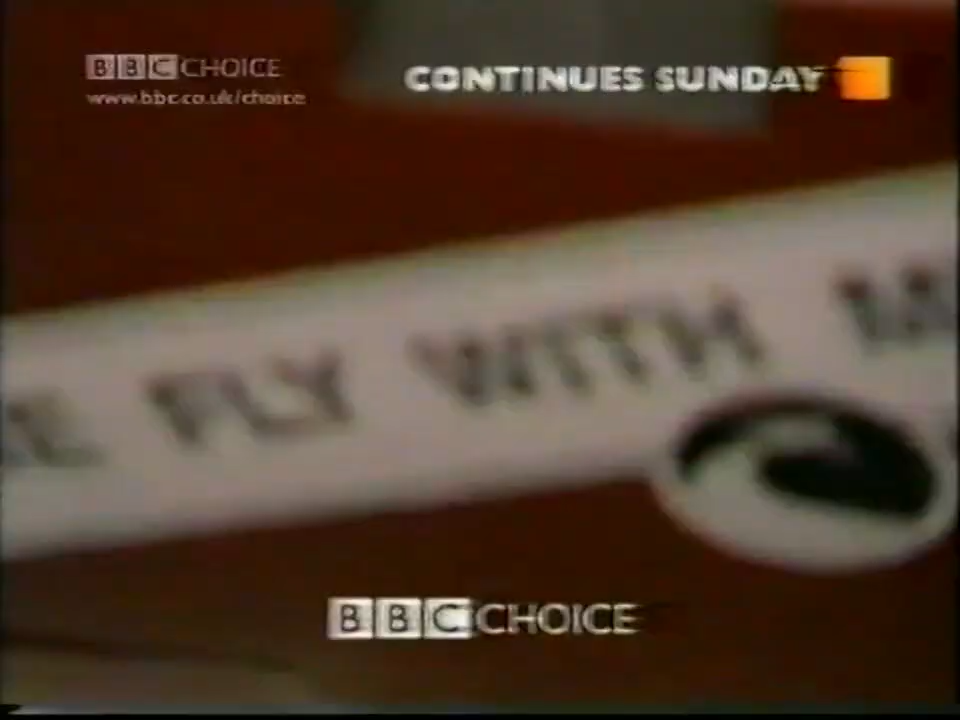 BBC CHOICE
www.bbc.co.uk/choice
CONTINUES SUNDAY
FLY WITH
BBC CHOICE